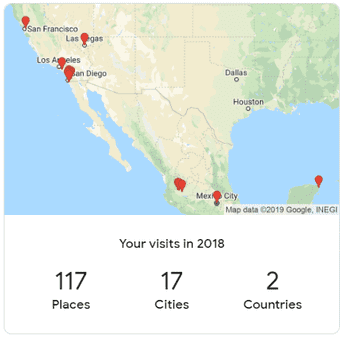 San Francisco
Las Vegas
Los Angeles
San Diego
Dallas
Houston
Mexico City
Map data ©2019 Google, INEGI
Your visits in 2018
117 17 2
Places Cities Countries